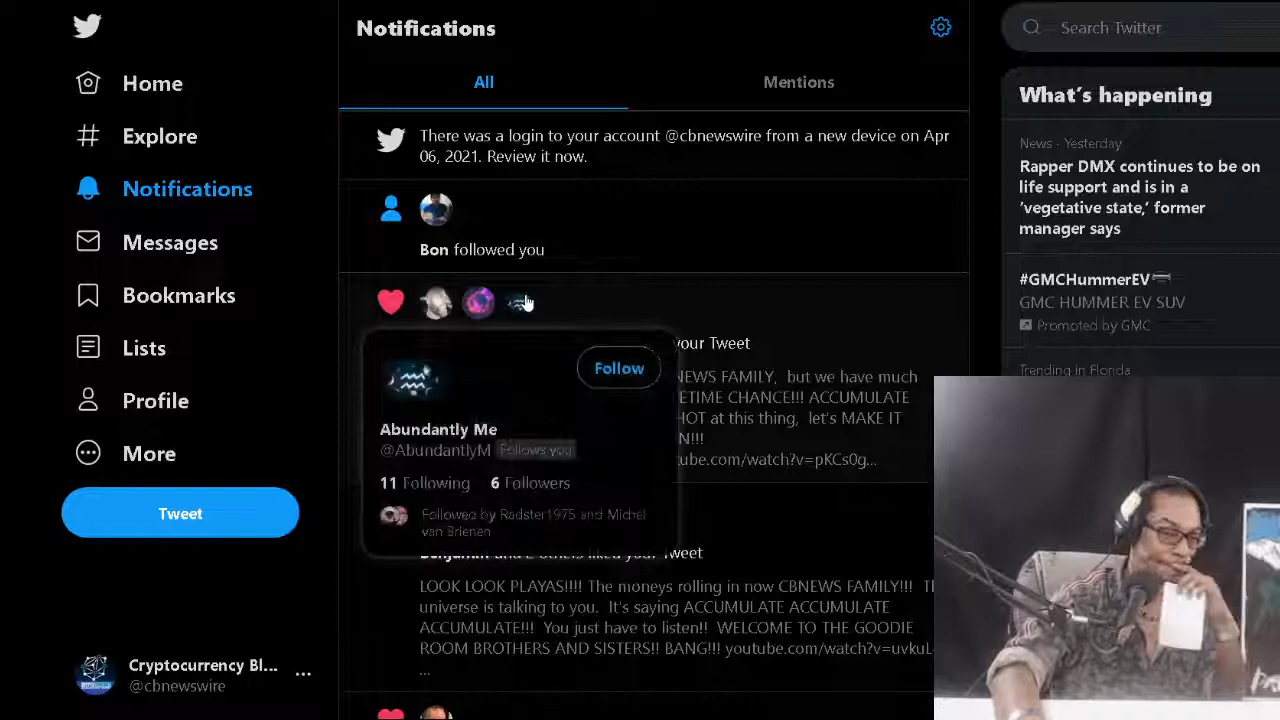 Home
Explore
Notifications
Messages
Bookmarks
Lists
Profile
More
Tweet
Cryptocurrency Bl...
@cbnewswire
Notifications
All
Mentions
There was a login to your account @cbnewswire from a new device on Apr
06, 2021. Review it now.
Bon followed you
your Tweet
NEWS FAMILY, but we have much
ETIME CHANCE!!! ACCUMULATE
HOT at this thing, let's MAKE IT
N!!!
tube.com/watch?v=pKCs0g...
Follow
Abundantly Me
@AbundantlyM Follows you
11 Following 6 Followers
Followed by Radster1975 and Michel
van Brienen
Benjamin and 2 others liked your Tweet
LOOK LOOK PLAYAS!!!! The moneys rolling in now CBNEWS FAMILY!!!
universe is talking to you. It's saying ACCUMULATE ACCUMULATE
ACCUMULATE!!! You just have to listen!! WELCOME TO THE GOODIE
ROOM BROTHERS AND SISTERS!! BANG!!! youtube.com/watch?v=uvkuL
...
Search Twitter
What's happening
News · Yesterday
Rapper DMX continues to be on
life support and is in a
'vegetative state,' former
manager says
#GMCHummerEV
GMC HUMMER EV SUV
Promoted by GMC
Trending in Florida